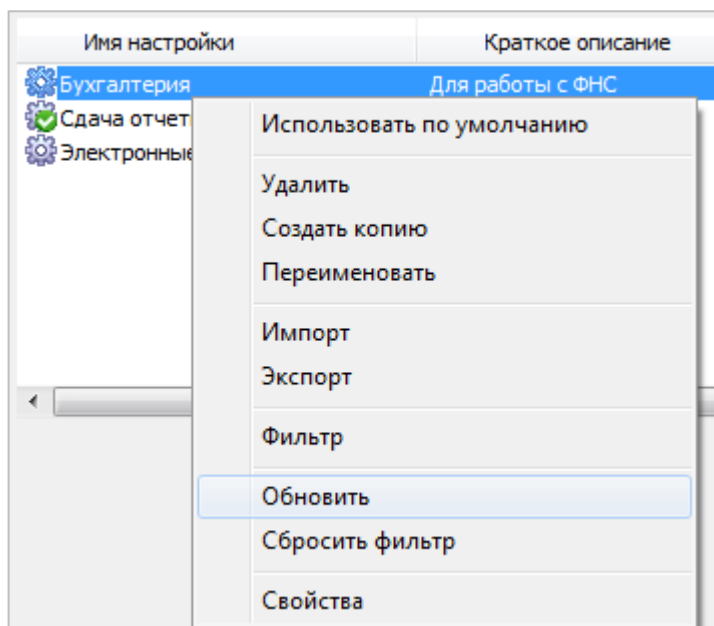 Имя настройки Краткое описание
Бухгалтерия Для работы с ФНС
Сдача
Электронные
Использовать по умолчанию
Удалить
Создать копию
Переименовать
Импорт
Экспорт
Фильтр
Обновить
Сбросить фильтр
Свойства